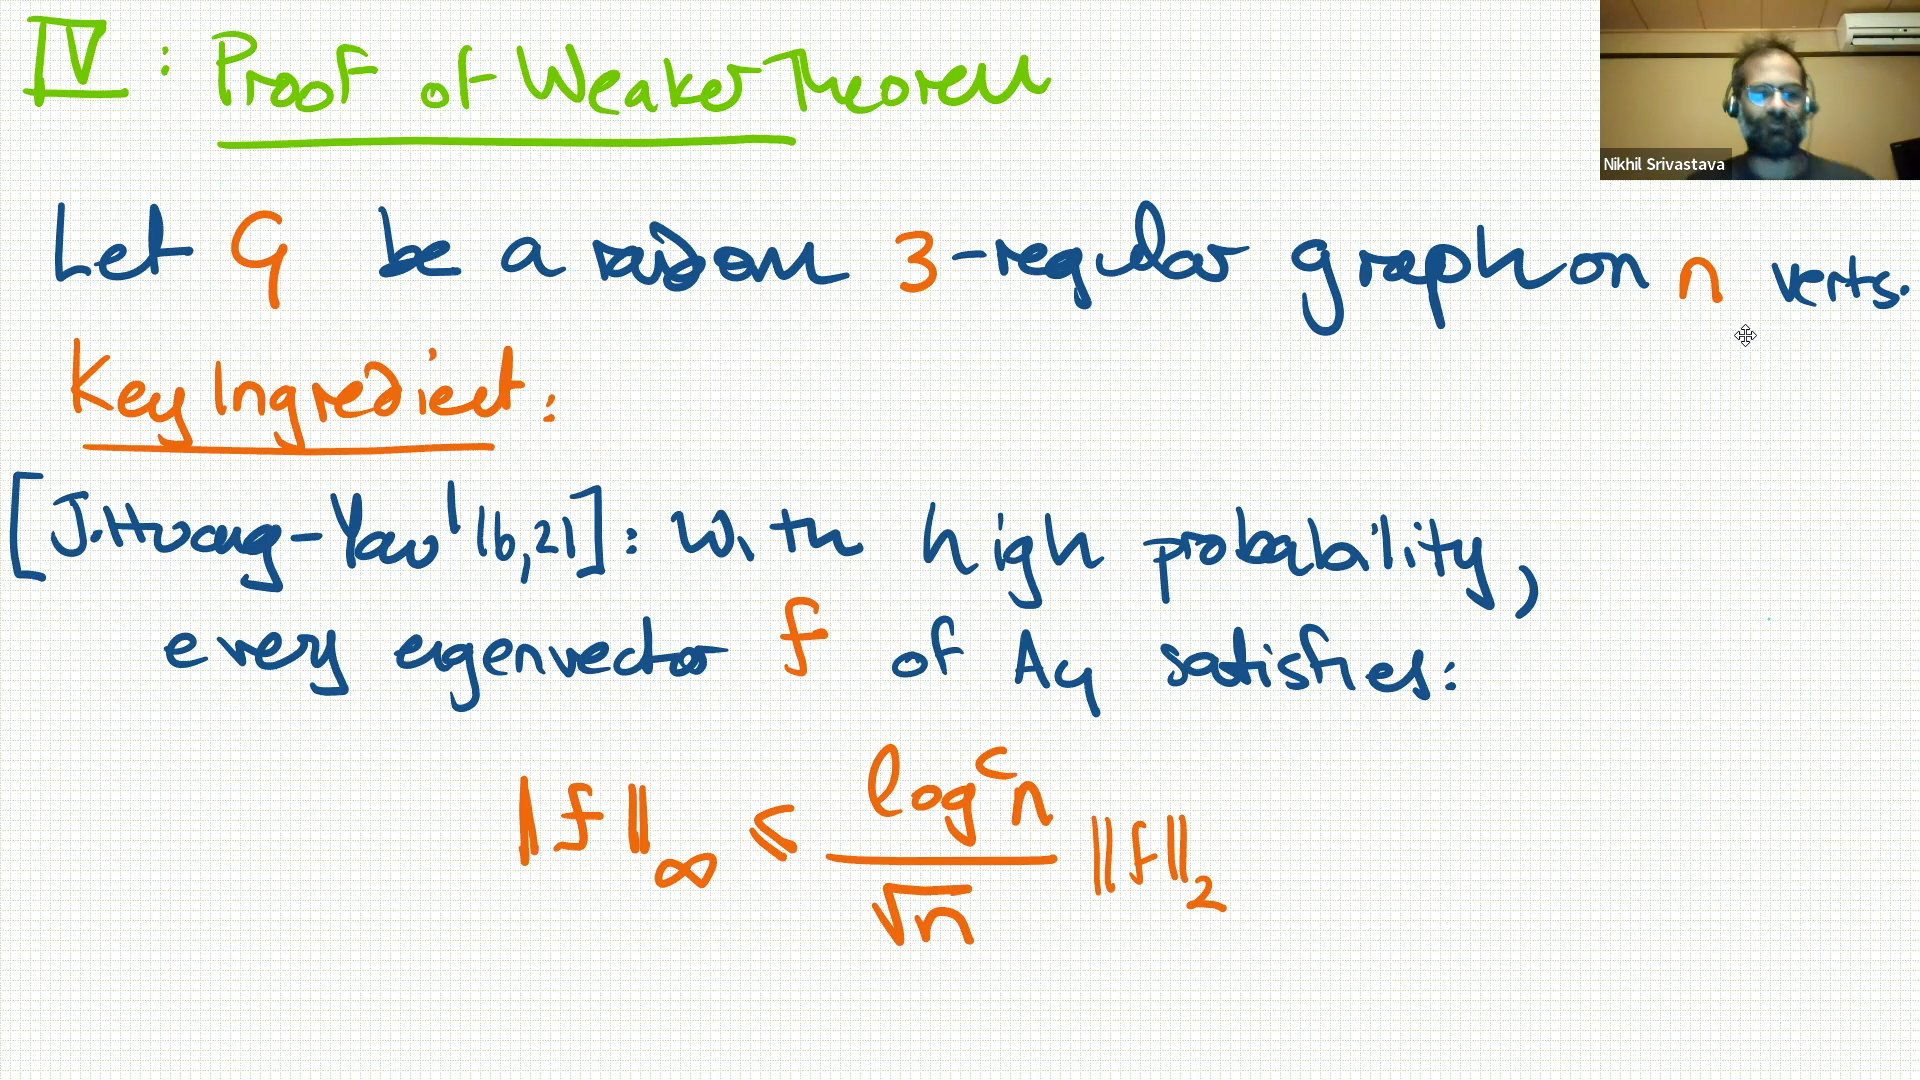 IV : Proof of Weaker Theorem
Nikhil Srivastava
Let G be a random 3-regular graph on n verts.
Key Ingredient:
[J.Huang-Yau'16,21]: With high probability,
every eigenvector f of A_G satisfies:
‖f‖_∞ ≤ log^c n / √n ‖f‖_2